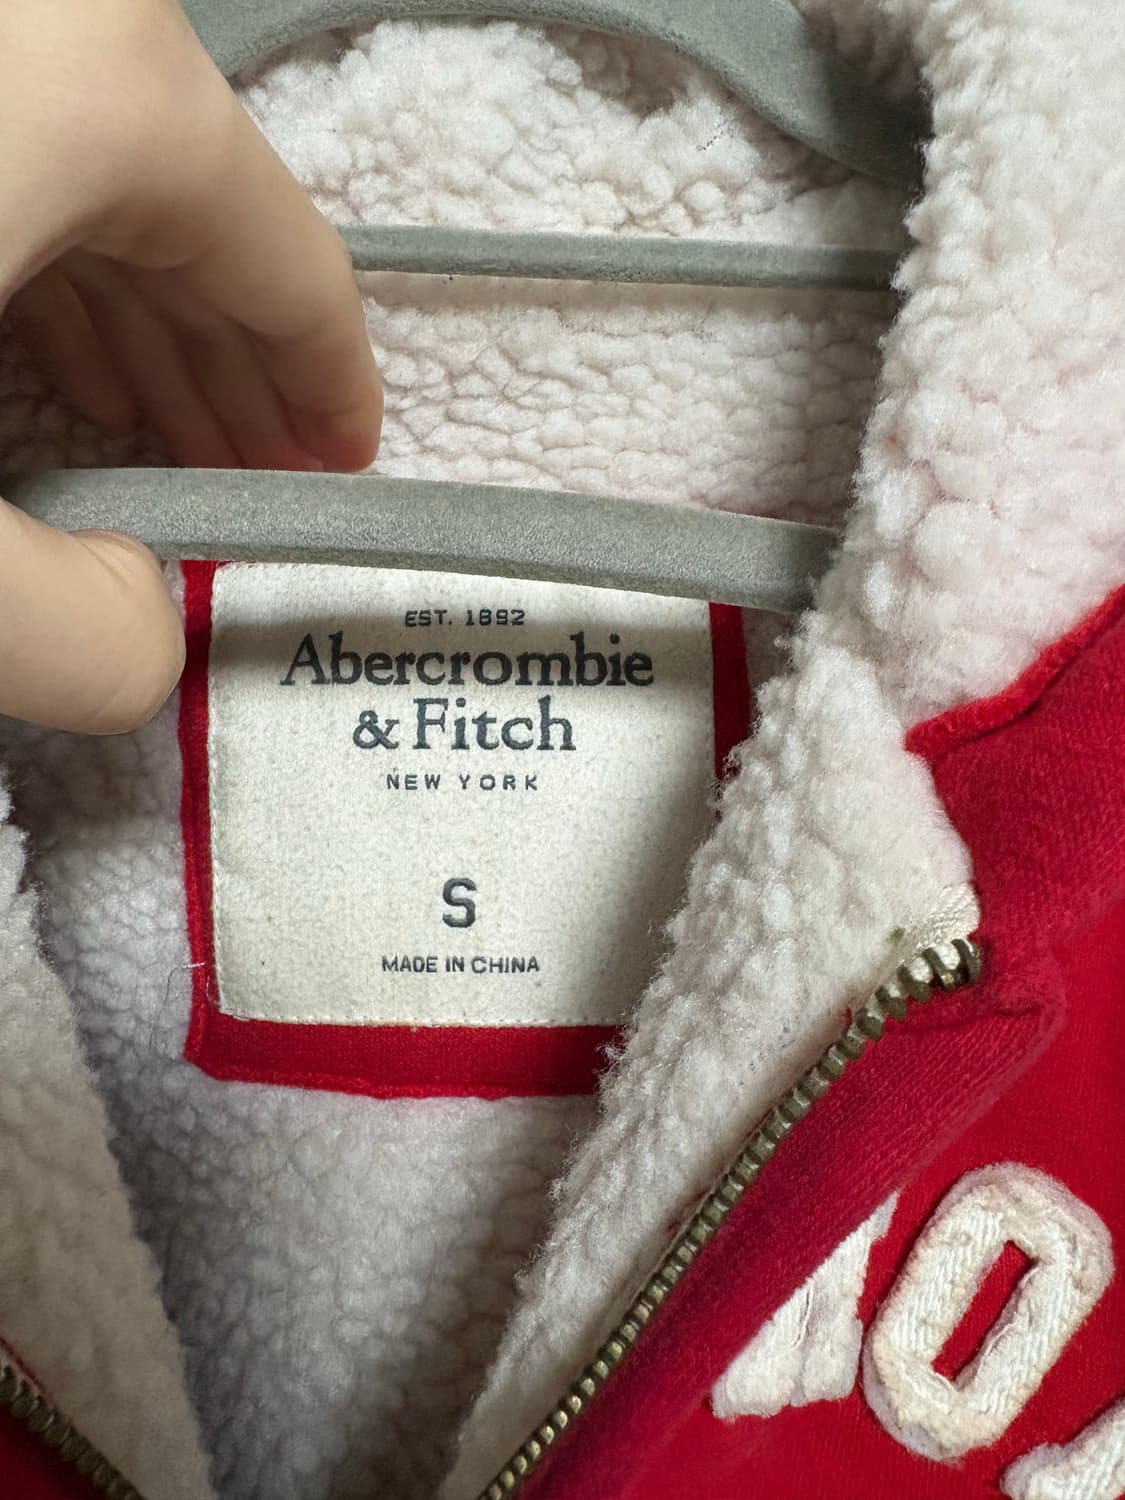 EST. 1892
Abercrombie
& Fitch
NEW YORK
S
MADE IN CHINA